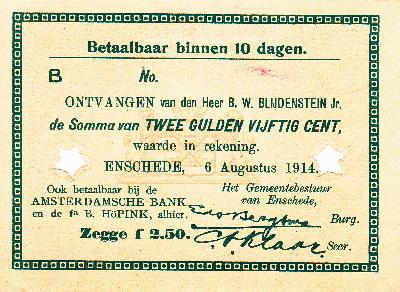 Betaalbaar binnen 10 dagen.
B No.
ONTVANGEN van den Heer B. W. BLIJDENSTEIN Jr.
de Somma van TWEE GULDEN VIJFTIG CENT,
waarde in rekening.
ENSCHEDE, 6 Augustus 1914.
Ook betaalbaar bij de
AMSTERDAMSCHE BANK
en de fa B. HöPINK, alhier.
Zegge f 2.50.
Het Gemeentebestuur
van Enschede,
Burg.
Secr.